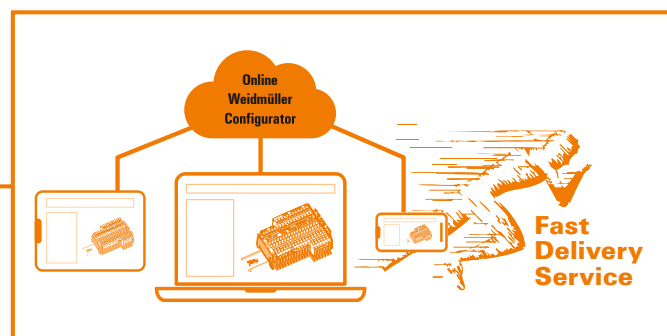 Online
Weidmüller
Configurator
Fast
Delivery
Service